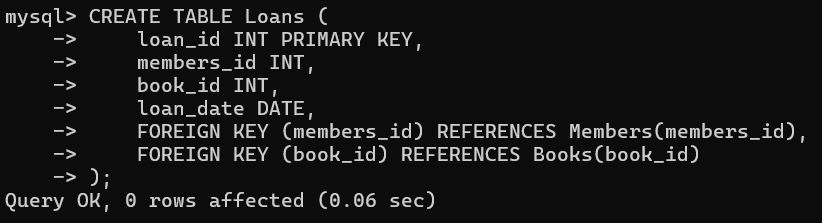 mysql> CREATE TABLE Loans (
    ->     loan_id INT PRIMARY KEY,
    ->     members_id INT,
    ->     book_id INT,
    ->     loan_date DATE,
    ->     FOREIGN KEY (members_id) REFERENCES Members(members_id),
    ->     FOREIGN KEY (book_id) REFERENCES Books(book_id)
    -> );
Query OK, 0 rows affected (0.06 sec)